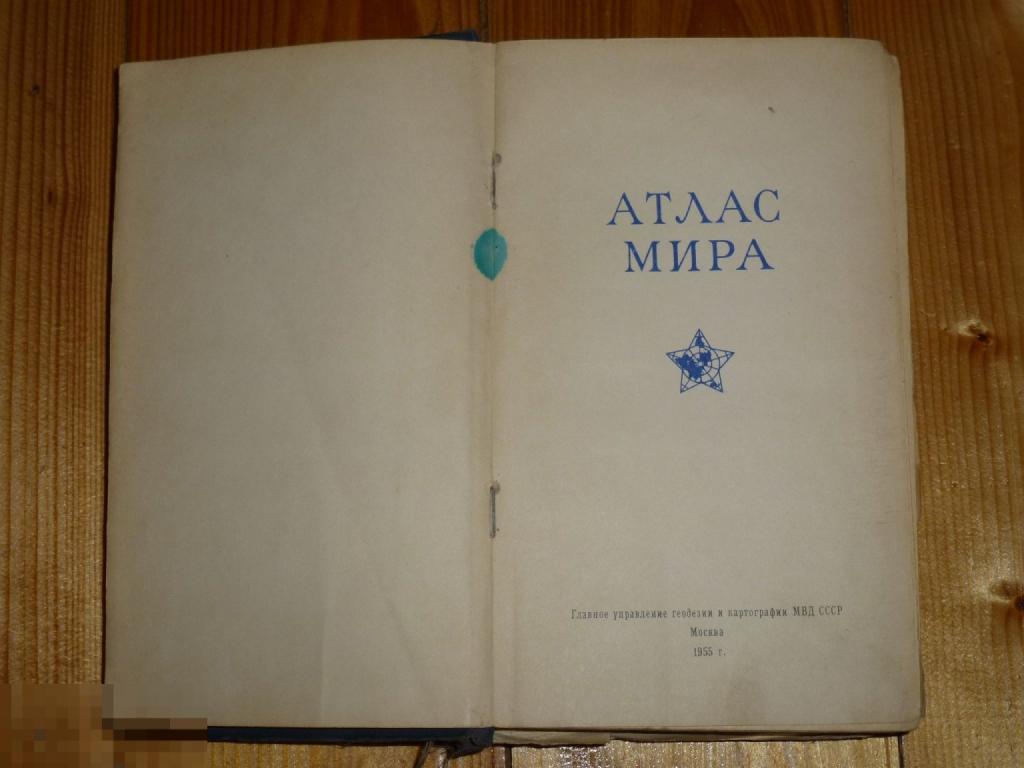 АТЛАС
МИРА
Главное управление геодезии и картографии МВД СССР
Москва
1955 г.